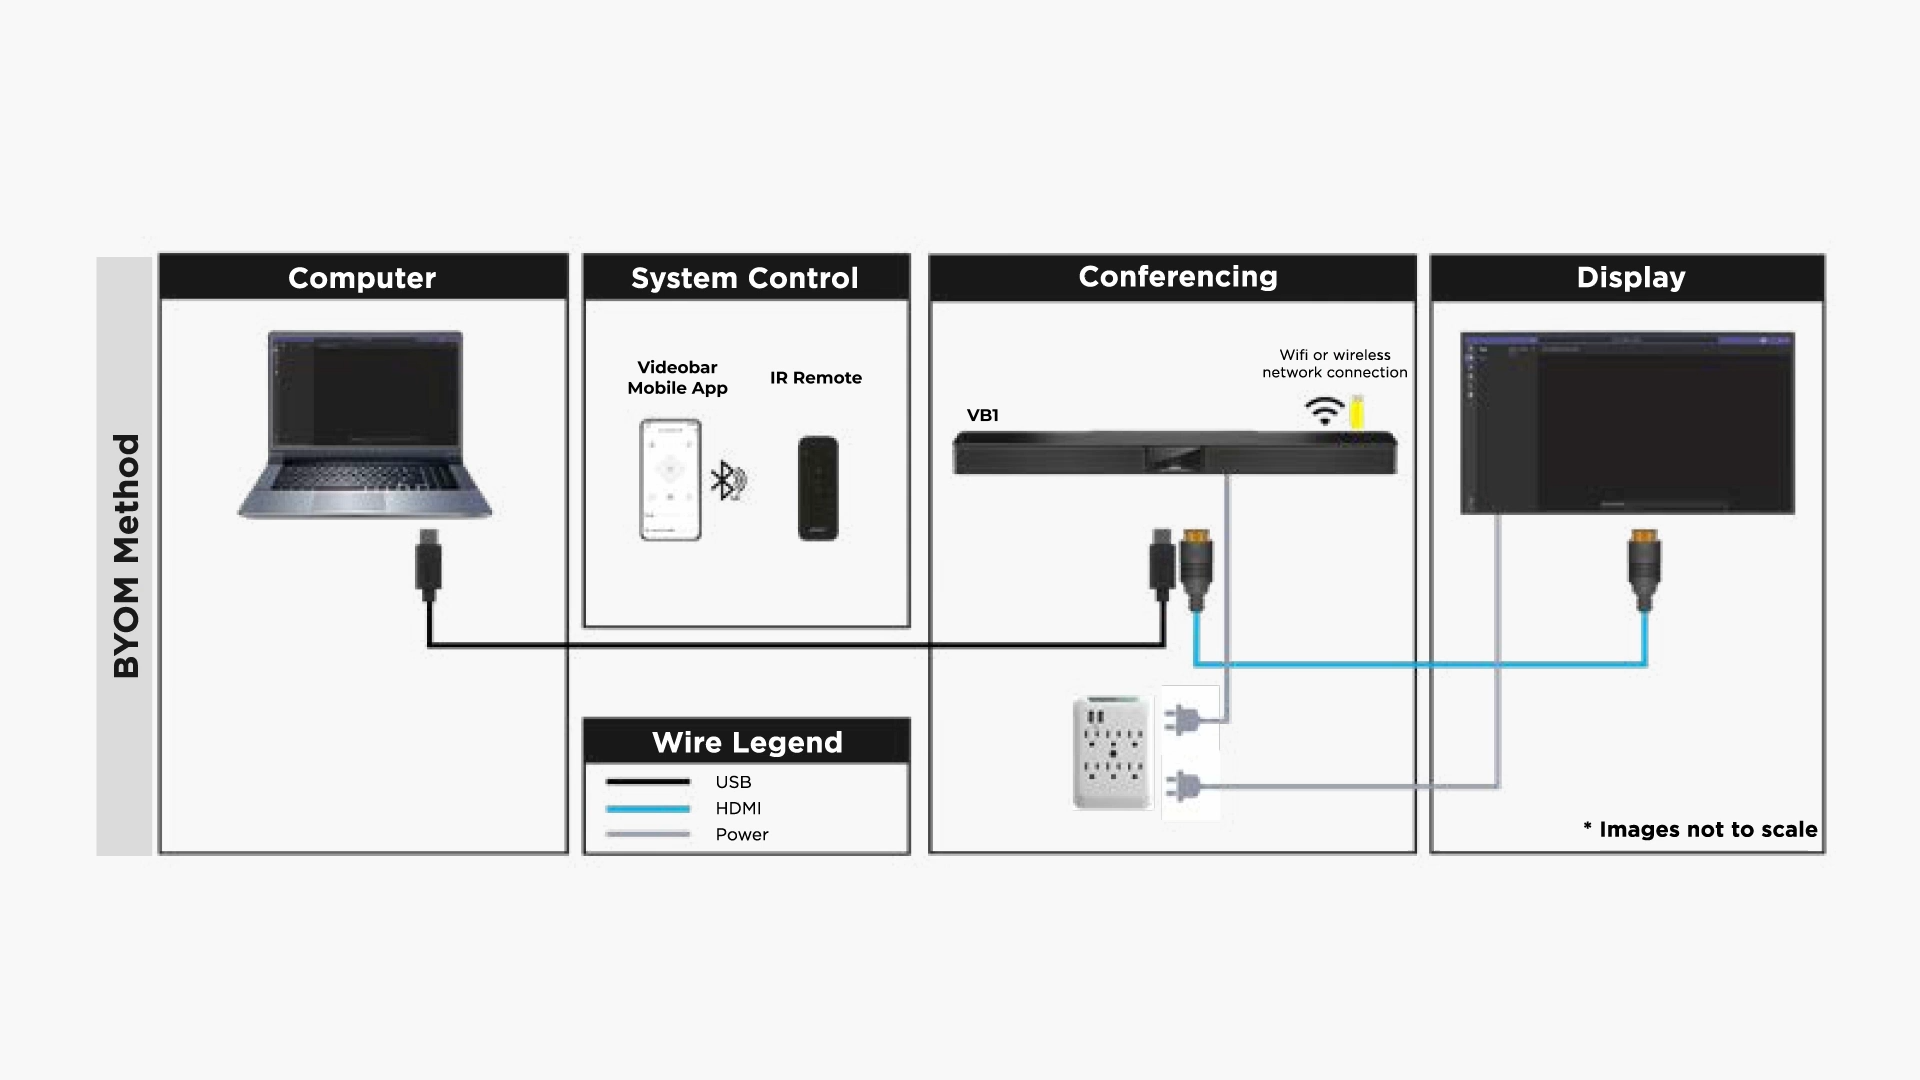 BYOM Method
Computer
System Control
Videobar
Mobile App
IR Remote
Conferencing
Wifi or wireless
network connection
VB1
Display
Wire Legend
USB
HDMI
Power
* Images not to scale